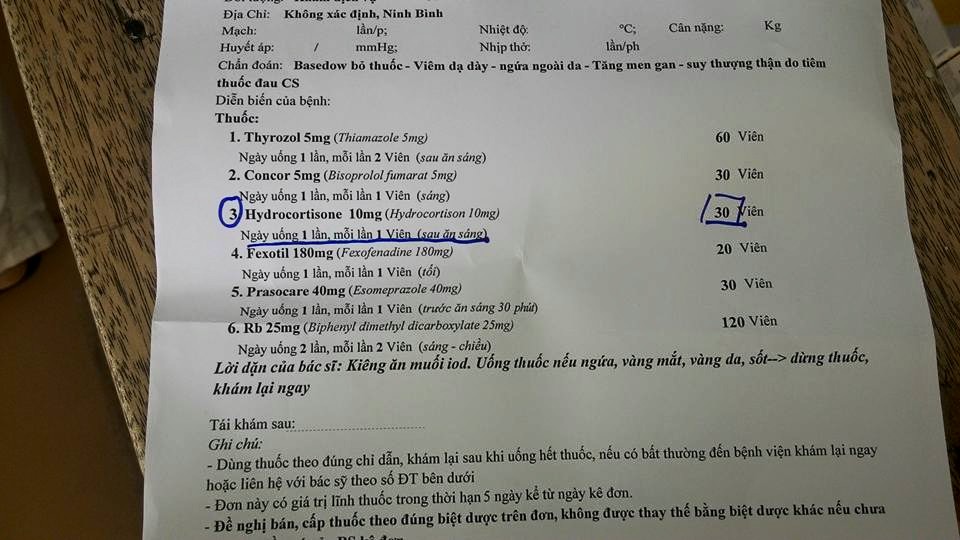 Địa Chỉ: Không xác định, Ninh Bình
Mạch: lần/p; Nhiệt độ: °C; Cân nặng: Kg
Huyết áp: / mmHg; Nhịp thở: lần/ph
Chẩn đoán: Basedow bỏ thuốc - Viêm dạ dày - ngứa ngoài da - Tăng men gan - suy thượng thận do tiêm
thuốc đau CS
Diễn biến của bệnh:
Thuốc:
1. Thyrozol 5mg (Thiamazole 5mg) 60 Viên
Ngày uống 1 lần, mỗi lần 2 Viên (sau ăn sáng)
2. Concor 5mg (Bisoprolol fumarat 5mg) 30 Viên
Ngày uống 1 lần, mỗi lần 1 Viên (sáng)
3 Hydrocortisone 10mg (Hydrocortison 10mg) 30 Viên
Ngày uống 1 lần, mỗi lần 1 Viên (sau ăn sáng)
4. Fexotil 180mg (Fexofenadine 180mg) 20 Viên
Ngày uống 1 lần, mỗi lần 1 Viên (tối)
5. Prasocare 40mg (Esomeprazole 40mg) 30 Viên
Ngày uống 1 lần, mỗi lần 1 Viên (trước ăn sáng 30 phút)
6. Rb 25mg (Biphenyl dimethyl dicarboxylate 25mg) 120 Viên
Ngày uống 2 lần, mỗi lần 2 Viên (sáng - chiều)
Lời dặn của bác sĩ: Kiêng ăn muối iod. Uống thuốc nếu ngứa, vàng mắt, vàng da, sốt--> dừng thuốc,
khám lại ngay
Tái khám sau:
Ghi chú:
- Dùng thuốc theo đúng chỉ dẫn, khám lại sau khi uống hết thuốc, nếu có bất thường đến bệnh viện khám lại ngay
hoặc liên hệ với bác sỹ theo số ĐT bên dưới
- Đơn này có giá trị lĩnh thuốc trong thời hạn 5 ngày kể từ ngày kê đơn.
- Đề nghị bán, cấp thuốc theo đúng biệt dược trên đơn, không được thay thế bằng biệt dược khác nếu chưa